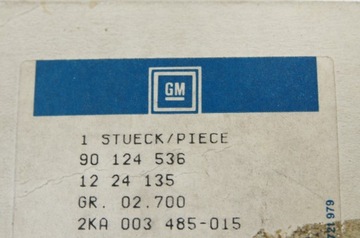 GM
1 STUECK/PIECE
90 124 536
12 24 135
GR. 02.700
2KA 003 485-015